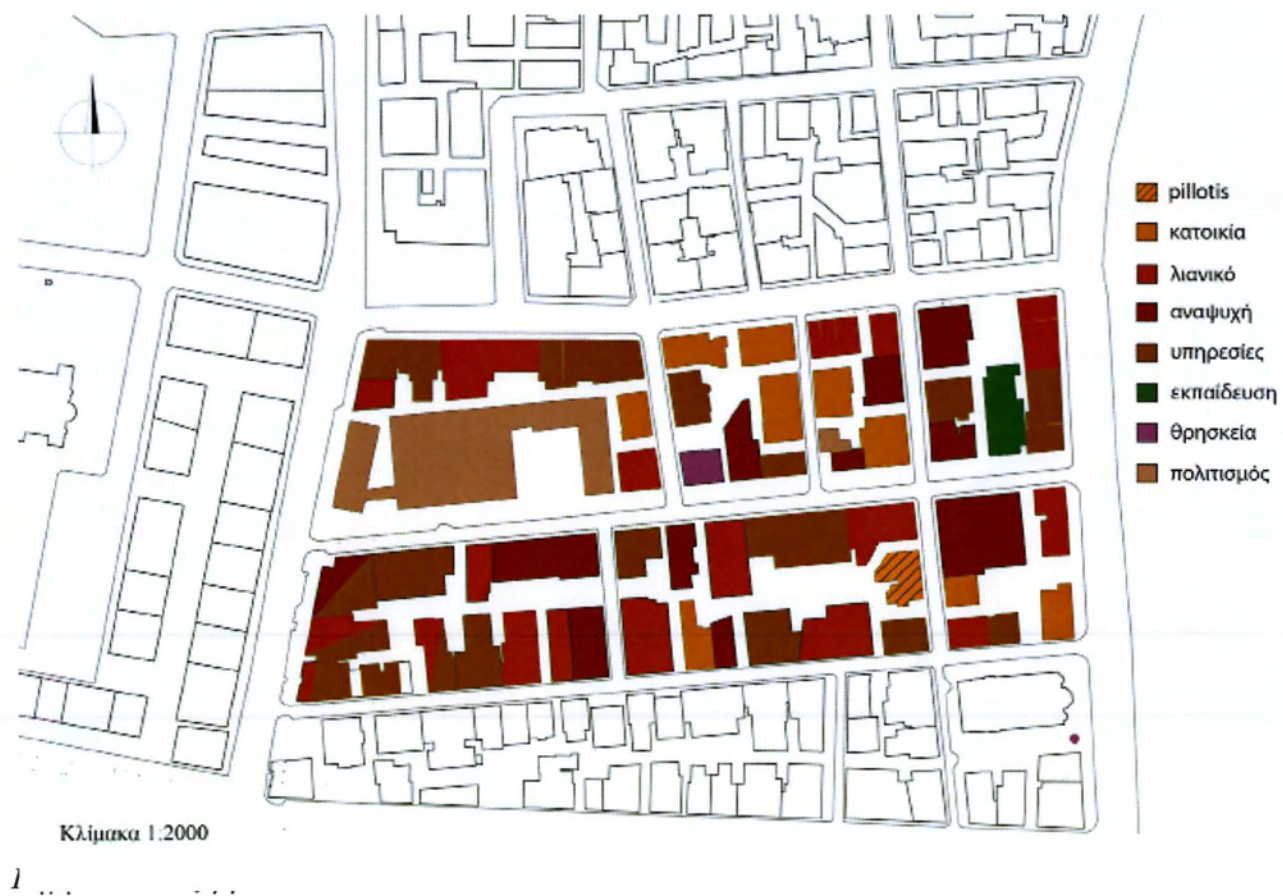 pillotis
κατοικία
λιανικό
αναψυχή
υπηρεσίες
εκπαίδευση
θρησκεία
πολιτισμός
Κλίμακα 1:2000